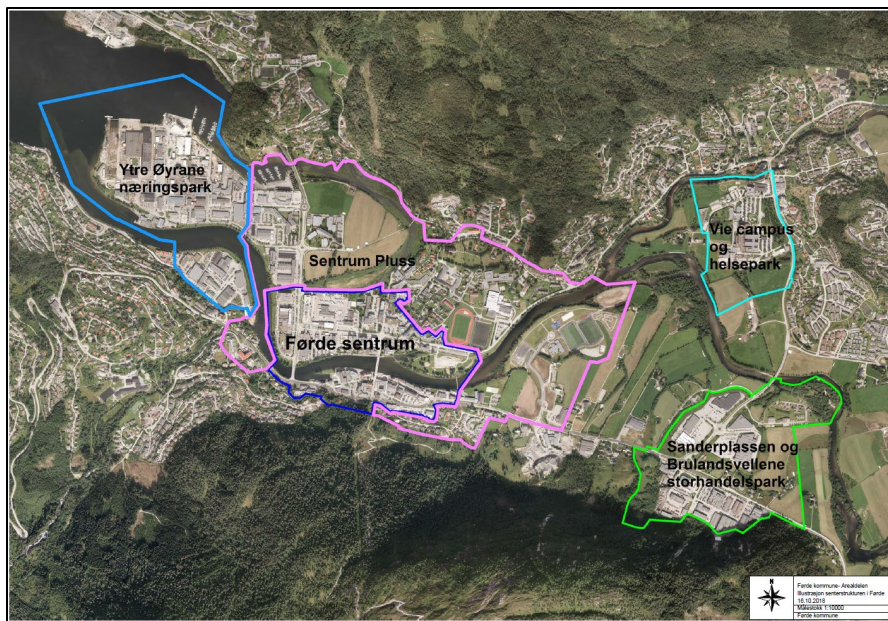 Ytre Øyrane
næringspark
Sentrum Pluss
Førde sentrum
Vie campus
og
helsepark
Sanderplassen og
Brulandsvellene
storhandelspark
N
Førde kommune- Arealdelen
Illustrasjon senterstrukturen i Førde
16.10.2018
Målestokk 1:10000
Førde kommune